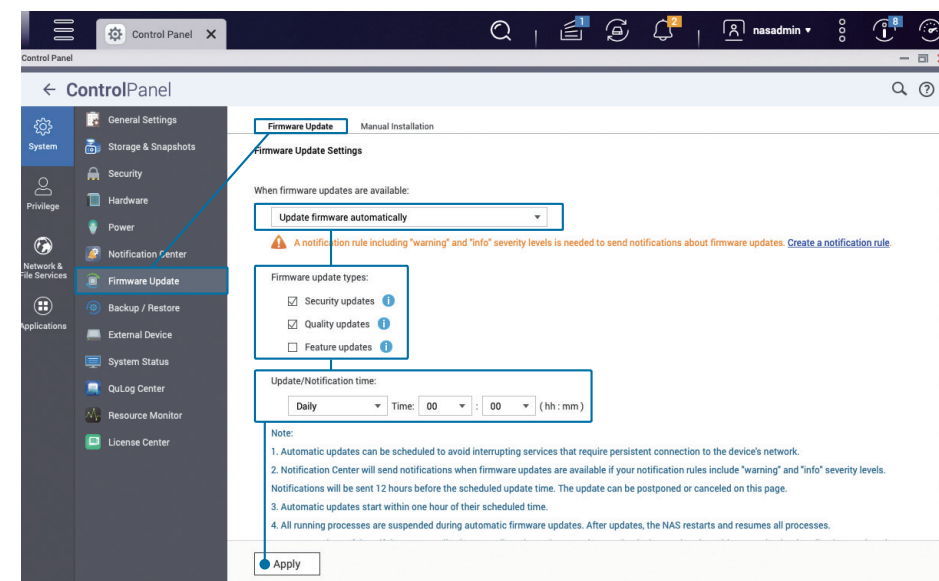 Control Panel X
1
2
nasadmin
8
Control Panel
ControlPanel
System
Privilege
Network &
File Services
Applications
General Settings
Storage & Snapshots
Security
Hardware
Power
Notification Center
Firmware Update
Backup / Restore
External Device
System Status
QuLog Center
Resource Monitor
License Center
Firmware Update Manual Installation
Firmware Update Settings
When firmware updates are available:
Update firmware automatically
A notification rule including "warning" and "info" severity levels is needed to send notifications about firmware updates. Create a notification rule.
Firmware update types:
Security updates
Quality updates
Feature updates
Update/Notification time:
Daily Time: 00 : 00 ( hh : mm )
Note:
1. Automatic updates can be scheduled to avoid interrupting services that require persistent connection to the device's network.
2. Notification Center will send notifications when firmware updates are available if your notification rules include "warning" and "info" severity levels.
Notifications will be sent 12 hours before the scheduled update time. The update can be postponed or canceled on this page.
3. Automatic updates start within one hour of their scheduled time.
4. All running processes are suspended during automatic firmware updates. After updates, the NAS restarts and resumes all processes.
Apply